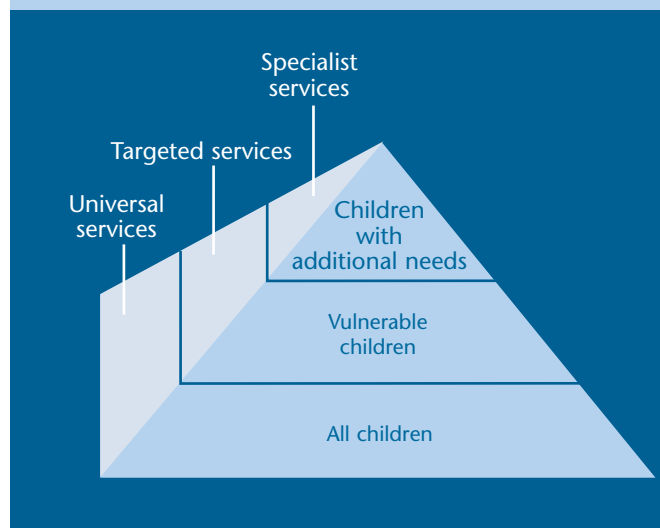 Specialist
services
Targeted services
Universal
services
Children
with
additional needs
Vulnerable
children
All children